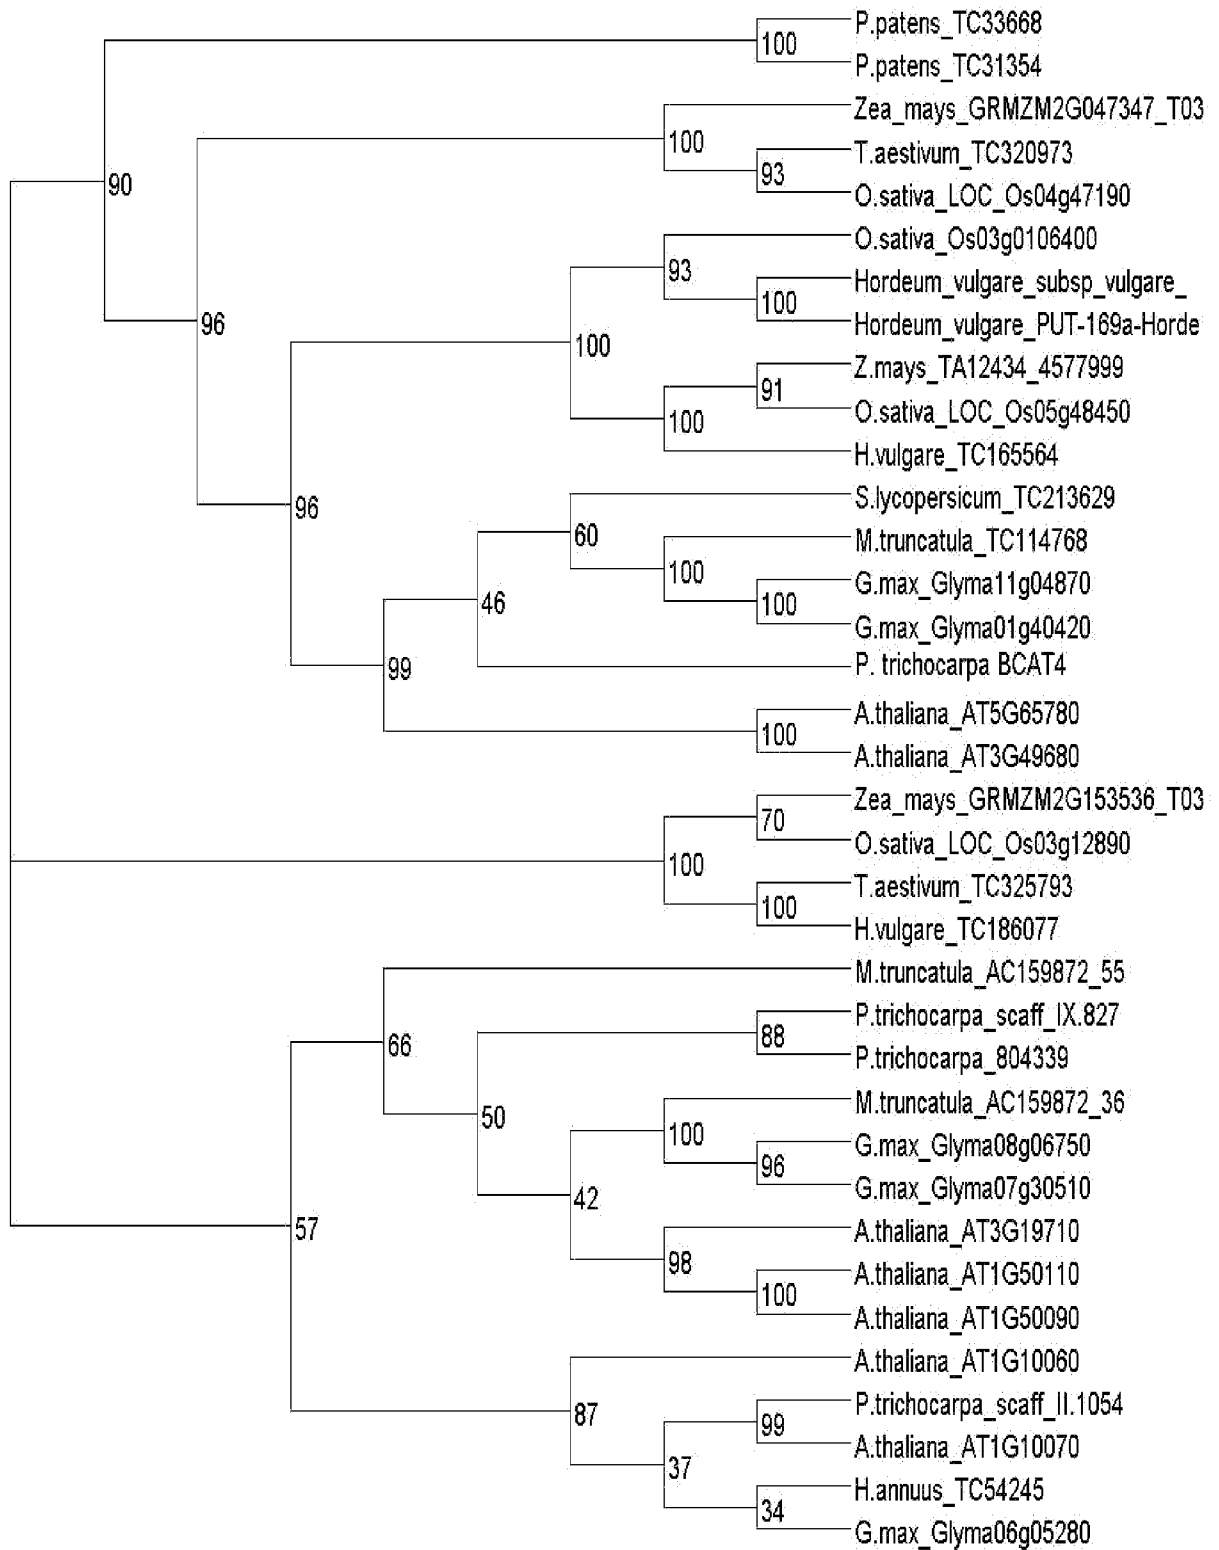 P.patens_TC33668
100
P.patens_TC31354
Zea_mays_GRMZM2G047347_T03
100
T.aestivum_TC320973
93
90
O.sativa_LOC_Os04g47190
O.sativa_Os03g0106400
93
Hordeum_vulgare_subsp_vulgare_
100
96
Hordeum_vulgare_PUT-169a-Horde
100
Z.mays_TA12434_4577999
91
O.sativa_LOC_Os05g48450
100
H.vulgare_TC165564
S.lycopersicum_TC213629
96
60
M.truncatula_TC114768
100
G.max_Glyma11g04870
46
100
G.max_Glyma01g40420
P. trichocarpa BCAT4
99
A.thaliana_AT5G65780
100
A.thaliana_AT3G49680
Zea_mays_GRMZM2G153536_T03
70
O.sativa_LOC_Os03g12890
100
T.aestivum_TC325793
100
H.vulgare_TC186077
M.truncatula_AC159872_55
P.trichocarpa_scaff_IX.827
88
66
P.trichocarpa_804339
M.truncatula_AC159872_36
50
100
G.max_Glyma08g06750
96
G.max_Glyma07g30510
42
57
A.thaliana_AT3G19710
98
A.thaliana_AT1G50110
100
A.thaliana_AT1G50090
A.thaliana_AT1G10060
P.trichocarpa_scaff_II.1054
87
99
A.thaliana_AT1G10070
37
H.annuus_TC54245
34
G.max_Glyma06g05280